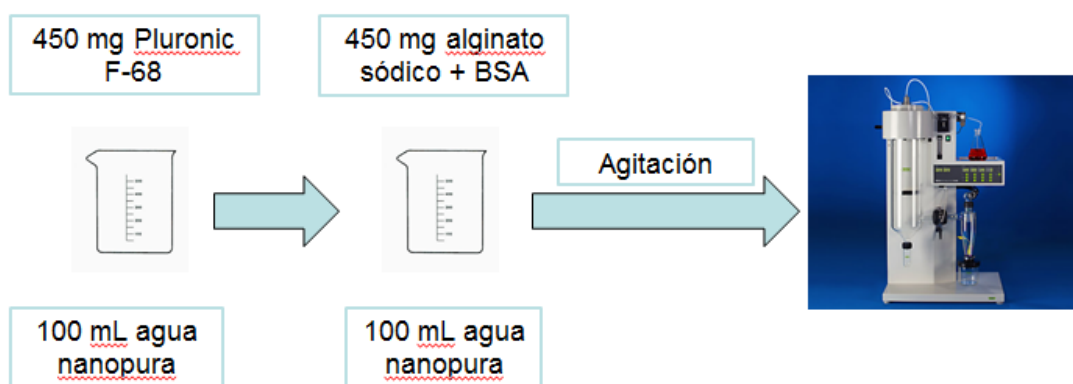 450 mg Pluronic
F-68
450 mg alginato
sódico + BSA
Agitación
100 mL agua
nanopura
100 mL agua
nanopura